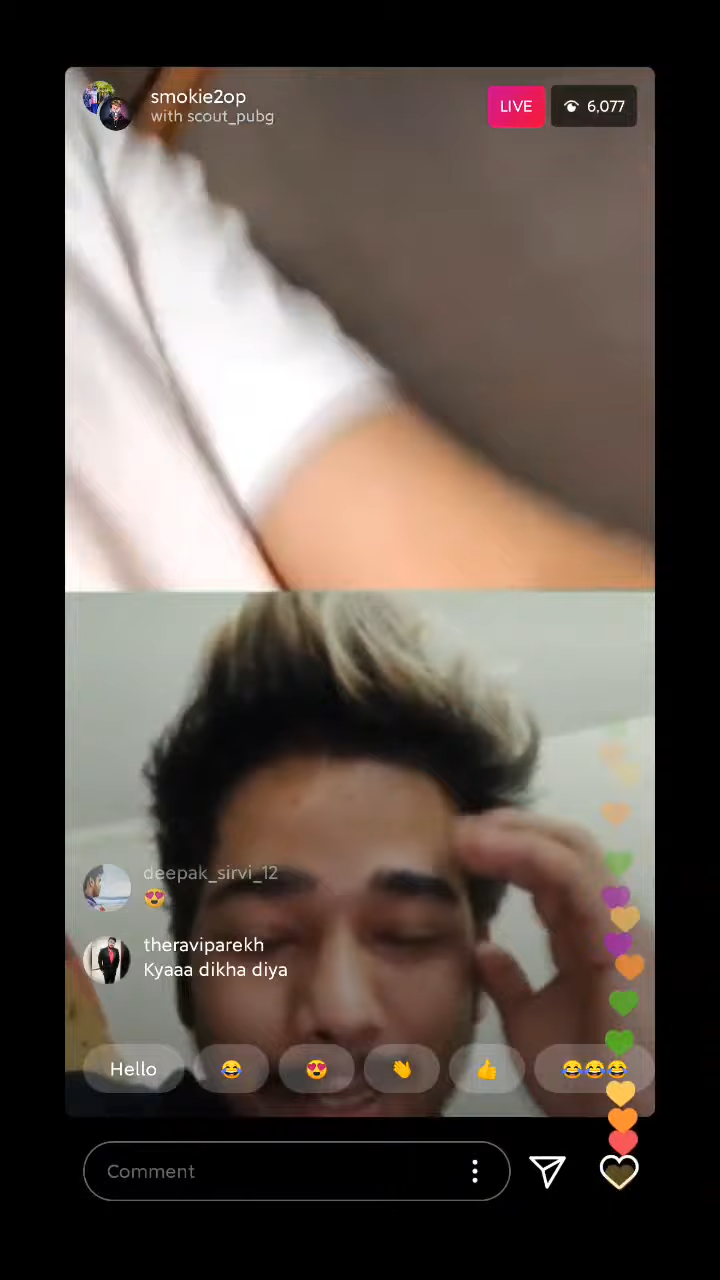 smokie2op
with scout_pubg
LIVE
6,077
deepak_sirvi_12
😍
theraviparekh
Kyaaa dikha diya
Hello 😂 😍 👋 👍 😂😂😂
Comment